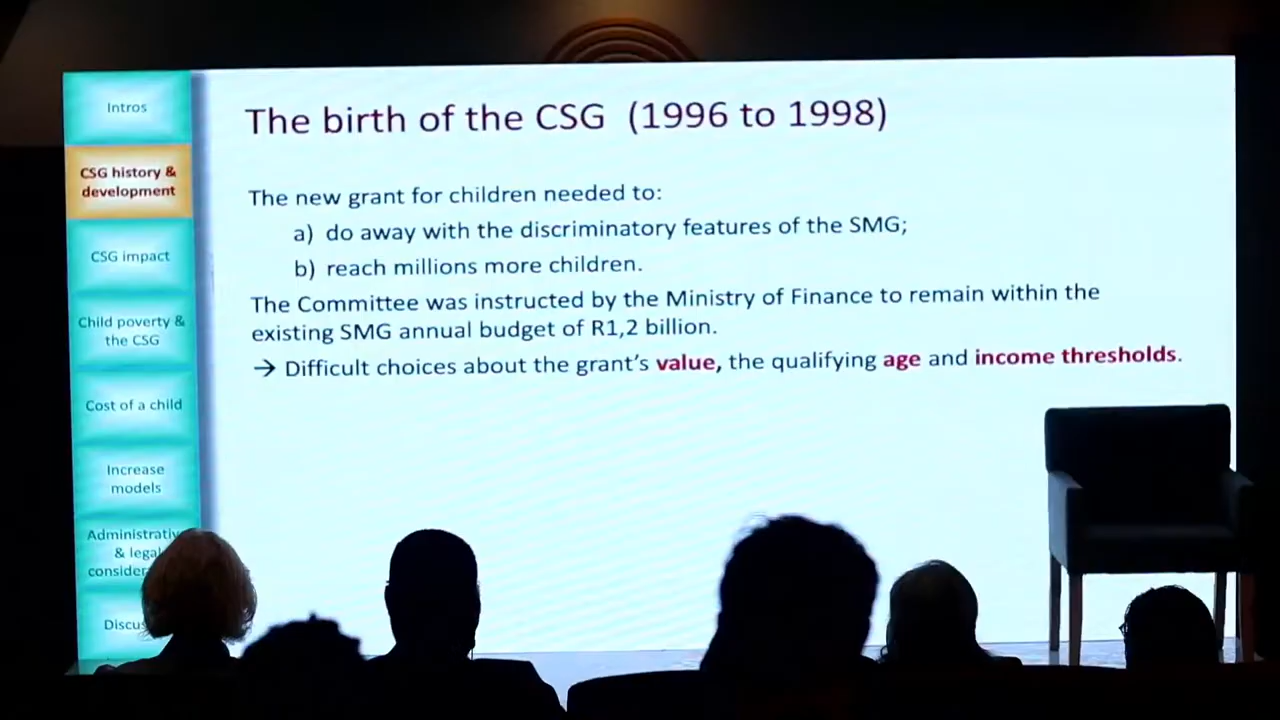 Intros
CSG history &
development
CSG impact
Child poverty &
the CSG
Cost of a child
Increase
models
& legal
The birth of the CSG (1996 to 1998)
The new grant for children needed to:
a) do away with the discriminatory features of the SMG;
b) reach millions more children.
The Committee was instructed by the Ministry of Finance to remain within the
existing SMG annual budget of R1,2 billion.
→ Difficult choices about the grant's value, the qualifying age and income thresholds.